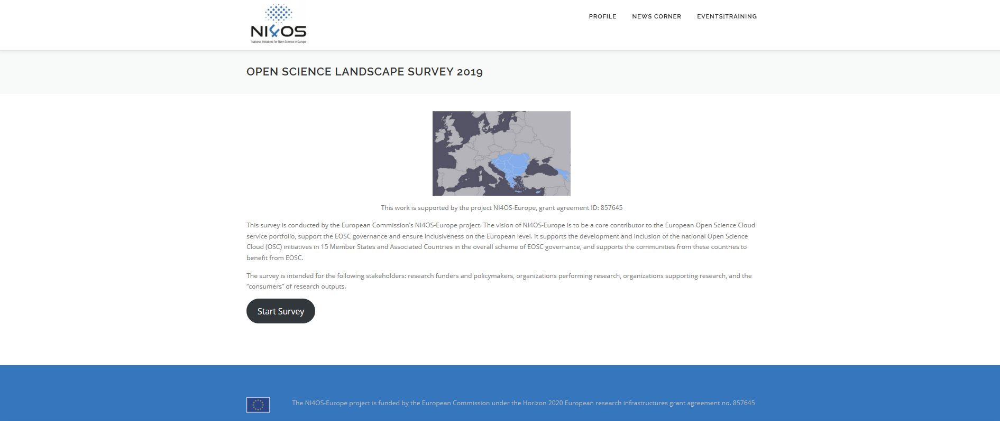 NI4OS
National Initiatives for Open Science in Europe
PROFILE
NEWS CORNER
EVENTS|TRAINING
OPEN SCIENCE LANDSCAPE SURVEY 2019
This work is supported by the project NI4OS-Europe, grant agreement ID: 857645
This survey is conducted by the European Commission's NI4OS-Europe project. The vision of NI4OS-Europe is to be a core contributor to the European Open Science Cloud
service portfolio, support the EOSC governance and ensure inclusiveness on the European level. It supports the development and inclusion of the national Open Science
Cloud (OSC) initiatives in 15 Member States and Associated Countries in the overall scheme of EOSC governance, and supports the communities from these countries to
benefit from EOSC.
The survey is intended for the following stakeholders: research funders and policymakers, organizations performing research, organizations supporting research, and the
“consumers” of research outputs.
Start Survey
The NI4OS-Europe project is funded by the European Commission under the Horizon 2020 European research infrastructures grant agreement no. 857645